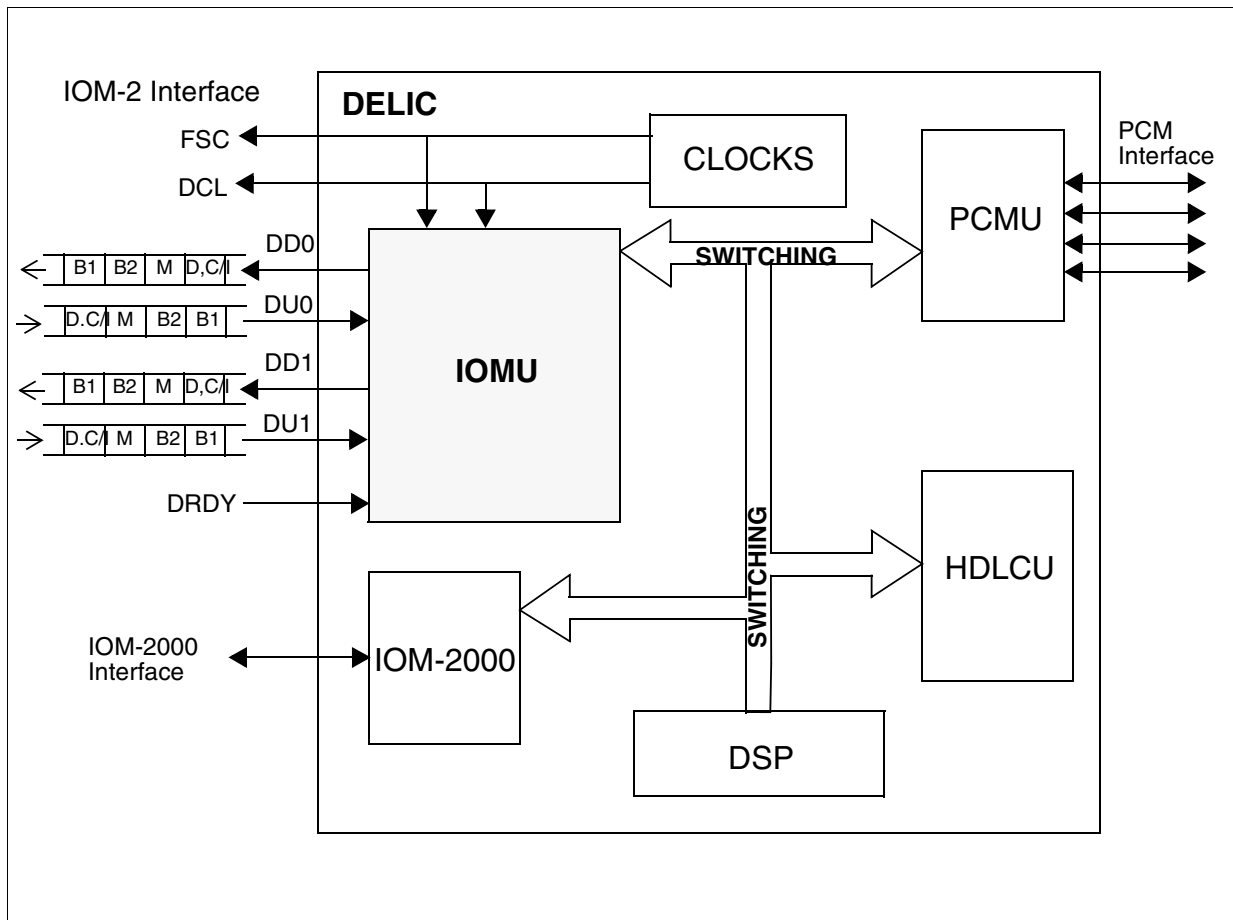 IOM-2 Interface
DELIC
FSC
CLOCKS
PCM
Interface
DCL
PCMU
DD0
SWITCHING
B1 B2 M D,C/I
DU0
D.C/I M B2 B1
DD1
IOMU
B1 B2 M D,C/I
DU1
D.C/I M B2 B1
DRDY
SWITCHING
HDLCU
IOM-2000
Interface
IOM-2000
DSP